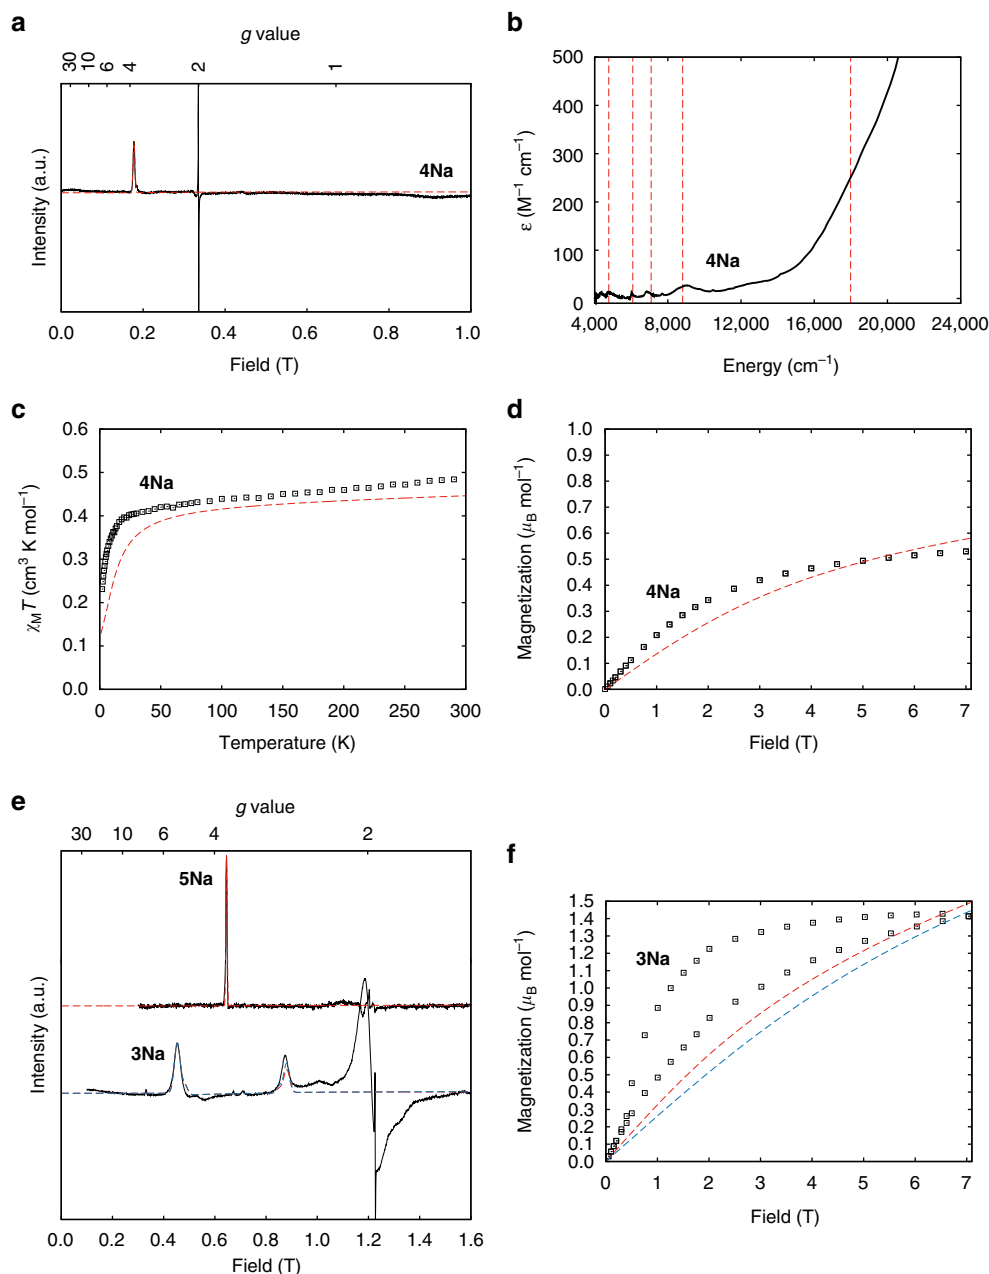 a
g value
30 10 6 4 2 1
4Na
Intensity (a.u.)
0.0 0.2 0.4 0.6 0.8 1.0
Field (T)
b
500
400
300
200
100
0
ε (M⁻¹ cm⁻¹)
4Na
4,000 8,000 12,000 16,000 20,000 24,000
Energy (cm⁻¹)
c
0.6
0.5
0.4
0.3
0.2
0.1
0.0
χMT (cm³ K mol⁻¹)
4Na
0 50 100 150 200 250 300
Temperature (K)
d
1.0
0.9
0.8
0.7
0.6
0.5
0.4
0.3
0.2
0.1
0.0
Magnetization (μB mol⁻¹)
4Na
0 1 2 3 4 5 6 7
Field (T)
e
g value
30 10 6 4 2
5Na
3Na
Intensity (a.u.)
0.0 0.2 0.4 0.6 0.8 1.0 1.2 1.4 1.6
Field (T)
f
1.5
1.4
1.3
1.2
1.1
1.0
0.9
0.8
0.7
0.6
0.5
0.4
0.3
0.2
0.1
0.0
Magnetization (μB mol⁻¹)
3Na
0 1 2 3 4 5 6 7
Field (T)